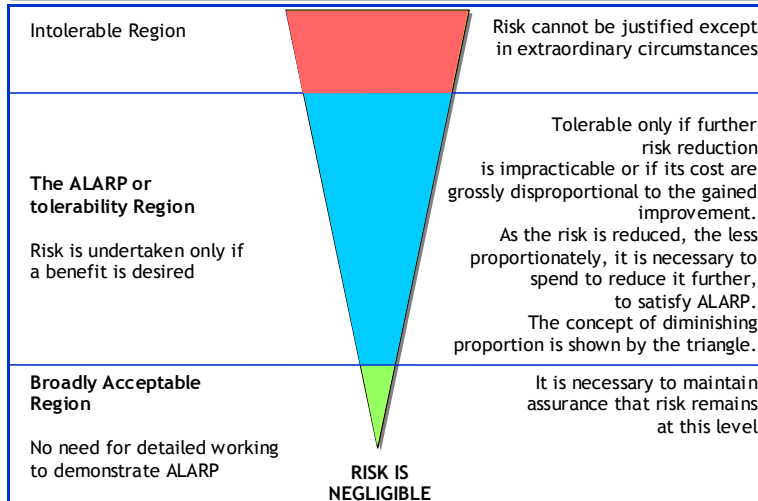 Intolerable Region
Risk cannot be justified except
in extraordinary circumstances
The ALARP or
tolerability Region
Risk is undertaken only if
a benefit is desired
Tolerable only if further
risk reduction
is impracticable or if its cost are
grossly disproportional to the gained
improvement.
As the risk is reduced, the less
proportionately, it is necessary to
spend to reduce it further,
to satisfy ALARP.
The concept of diminishing
proportion is shown by the triangle.
Broadly Acceptable
Region
No need for detailed working
to demonstrate ALARP
It is necessary to maintain
assurance that risk remains
at this level
RISK IS
NEGLIGIBLE